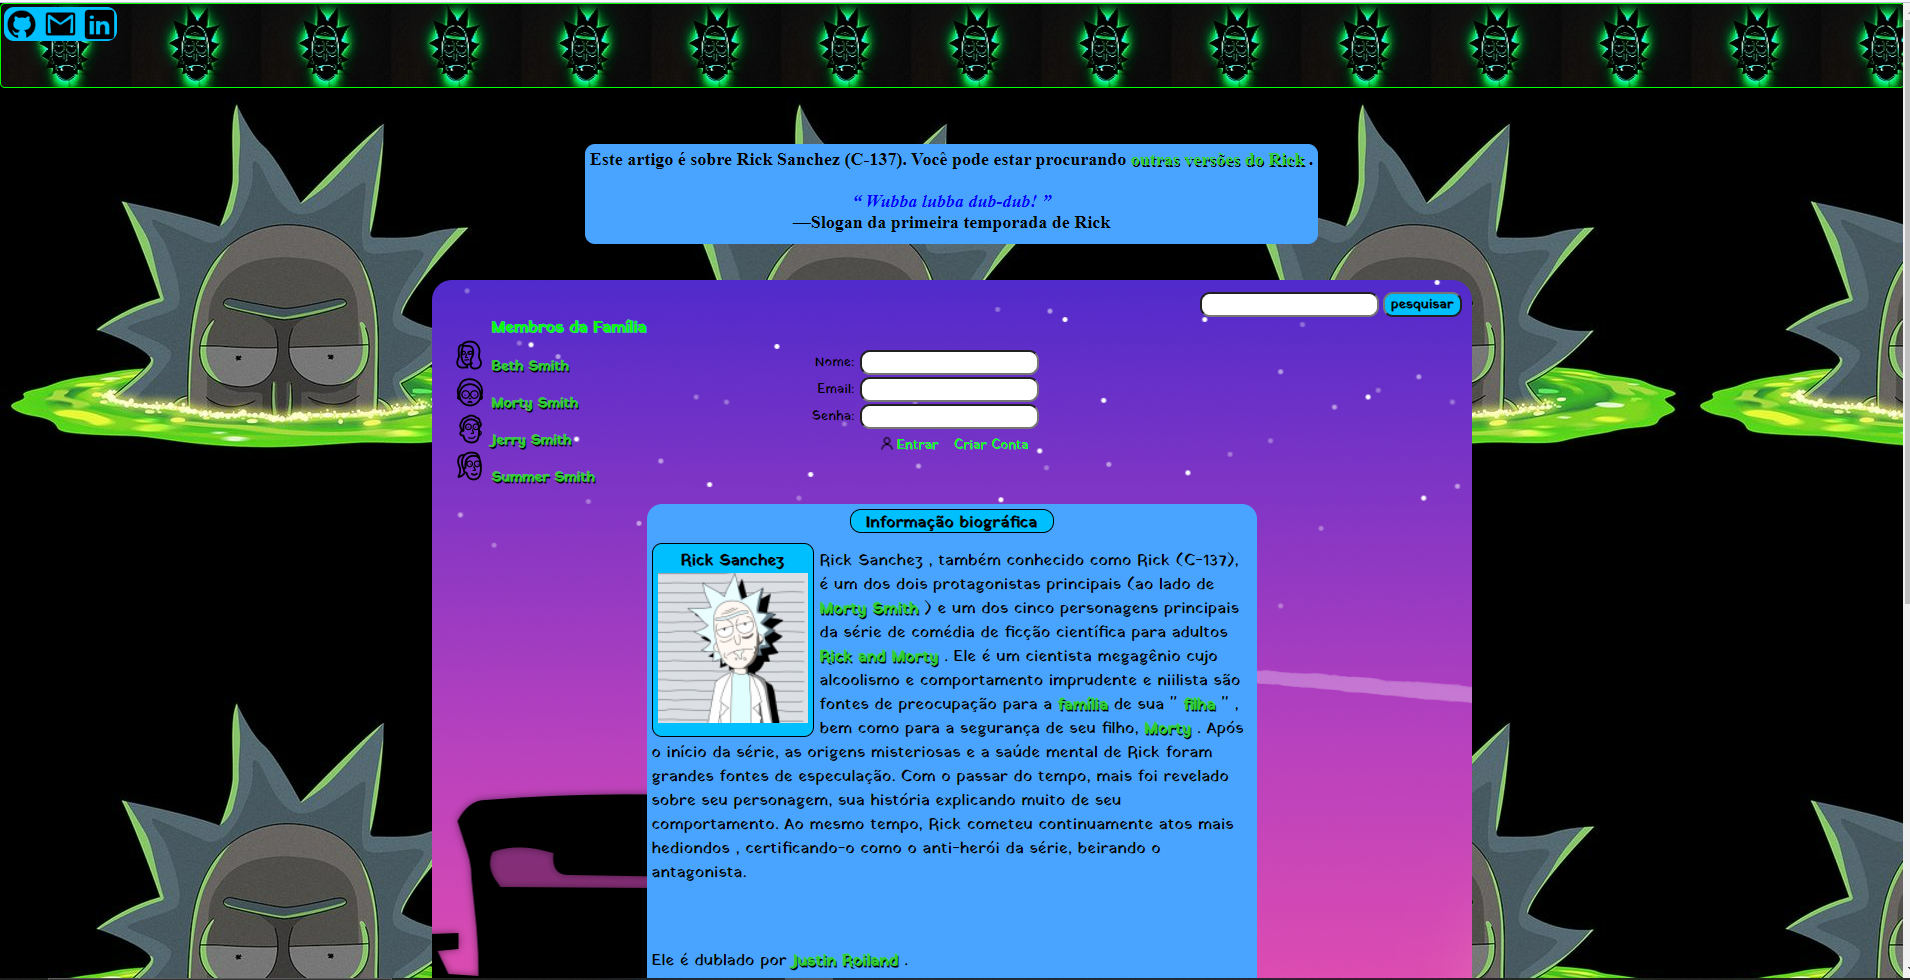 Este artigo é sobre Rick Sanchez (C-137). Você pode estar procurando outras versões do Rick .
“ Wubba lubba dub-dub! ”
—Slogan da primeira temporada de Rick
pesquisar
Membros da Família
Beth Smith
Morty Smith
Jerry Smith
Summer Smith
Nome:
Email:
Senha:
Entrar Criar Conta
Informação biográfica
Rick Sanchez
Rick Sanchez , também conhecido como Rick (C-137),
é um dos dois protagonistas principais (ao lado de
Morty Smith ) e um dos cinco personagens principais
da série de comédia de ficção científica para adultos
Rick and Morty . Ele é um cientista megagênio cujo
alcoolismo e comportamento imprudente e niilista são
fontes de preocupação para a família de sua " filha " ,
bem como para a segurança de seu filho, Morty . Após
o início da série, as origens misteriosas e a saúde mental de Rick foram
grandes fontes de especulação. Com o passar do tempo, mais foi revelado
sobre seu personagem, sua história explicando muito de seu
comportamento. Ao mesmo tempo, Rick cometeu continuamente atos mais
hediondos , certificando-o como o anti-herói da série, beirando o
antagonista.
Ele é dublado por Justin Roiland .